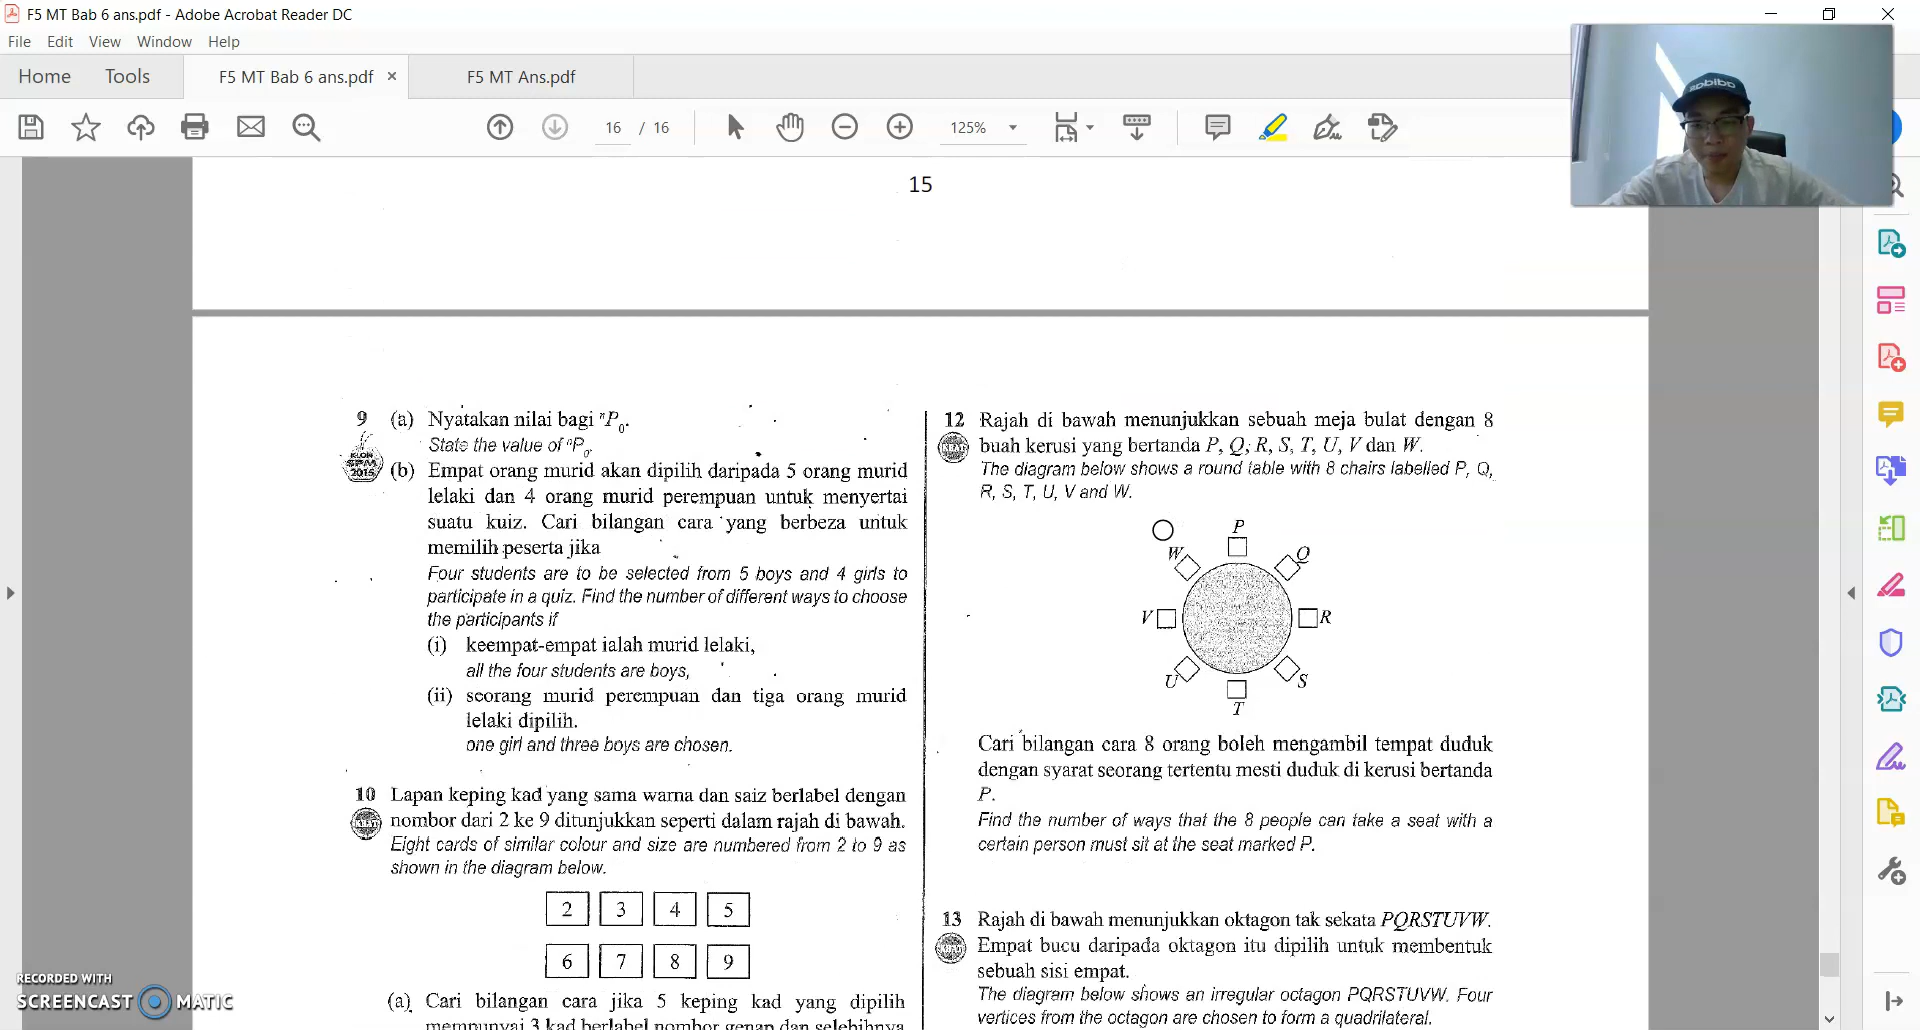 F5 MT Bab 6 ans.pdf - Adobe Acrobat Reader DC
File Edit View Window Help
Home Tools F5 MT Bab 6 ans.pdf × F5 MT Ans.pdf
16 / 16 125%
15
9 (a) Nyatakan nilai bagi ⁿP₀.
State the value of ⁿP₀.
KLON
SPM
2015
(b) Empat orang murid akan dipilih daripada 5 orang murid
lelaki dan 4 orang murid perempuan untuk menyertai
suatu kuiz. Cari bilangan cara yang berbeza untuk
memilih peserta jika
Four students are to be selected from 5 boys and 4 girls to
participate in a quiz. Find the number of different ways to choose
the participants if
(i) keempat-empat ialah murid lelaki,
all the four students are boys,
(ii) seorang murid perempuan dan tiga orang murid
lelaki dipilih.
one girl and three boys are chosen.
10 Lapan keping kad yang sama warna dan saiz berlabel dengan
nombor dari 2 ke 9 ditunjukkan seperti dalam rajah di bawah.
Eight cards of similar colour and size are numbered from 2 to 9 as
shown in the diagram below.
2 3 4 5
6 7 8 9
(a) Cari bilangan cara jika 5 keping kad yang dipilih
mempunyai 3 kad berlabel nombor genap dan selebihnya
12 Rajah di bawah menunjukkan sebuah meja bulat dengan 8
buah kerusi yang bertanda P, Q, R, S, T, U, V dan W.
The diagram below shows a round table with 8 chairs labelled P, Q,
R, S, T, U, V and W.
P
W Q
V R
U S
T
Cari bilangan cara 8 orang boleh mengambil tempat duduk
dengan syarat seorang tertentu mesti duduk di kerusi bertanda
P.
Find the number of ways that the 8 people can take a seat with a
certain person must sit at the seat marked P.
13 Rajah di bawah menunjukkan oktagon tak sekata PQRSTUVW.
Empat bucu daripada oktagon itu dipilih untuk membentuk
sebuah sisi empat.
The diagram below shows an irregular octagon PQRSTUVW. Four
vertices from the octagon are chosen to form a quadrilateral.
RECORDED WITH
SCREENCAST MATIC